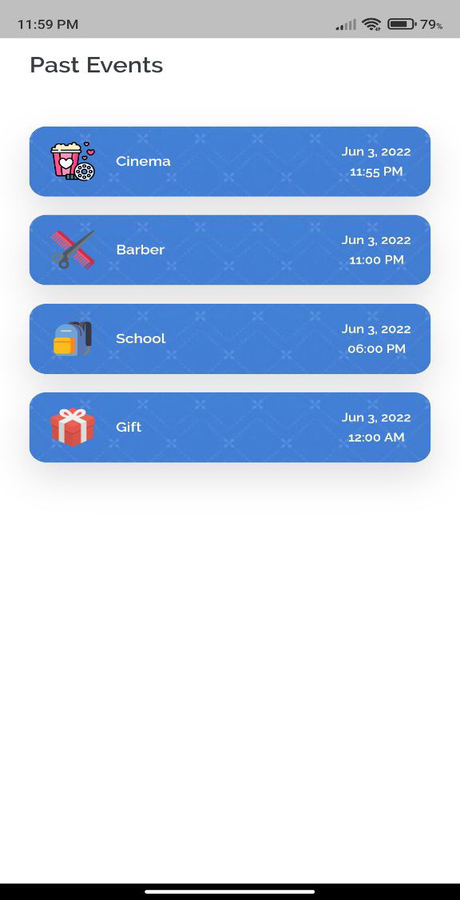 11:59 PM 79%
Past Events
Cinema
Jun 3, 2022
11:55 PM
Barber
Jun 3, 2022
11:00 PM
School
Jun 3, 2022
06:00 PM
Gift
Jun 3, 2022
12:00 AM